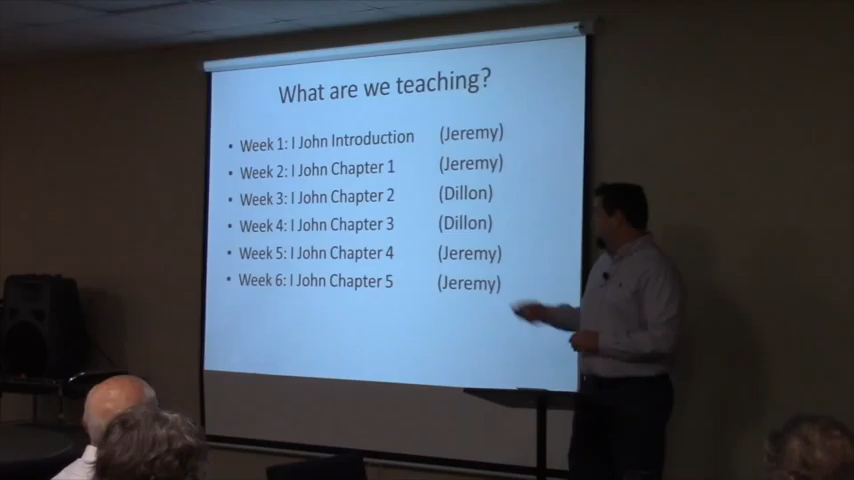 What are we teaching?
• Week 1: I John Introduction (Jeremy)
• Week 2: I John Chapter 1 (Jeremy)
• Week 3: I John Chapter 2 (Dillon)
• Week 4: I John Chapter 3 (Dillon)
• Week 5: I John Chapter 4 (Jeremy)
• Week 6: I John Chapter 5 (Jeremy)